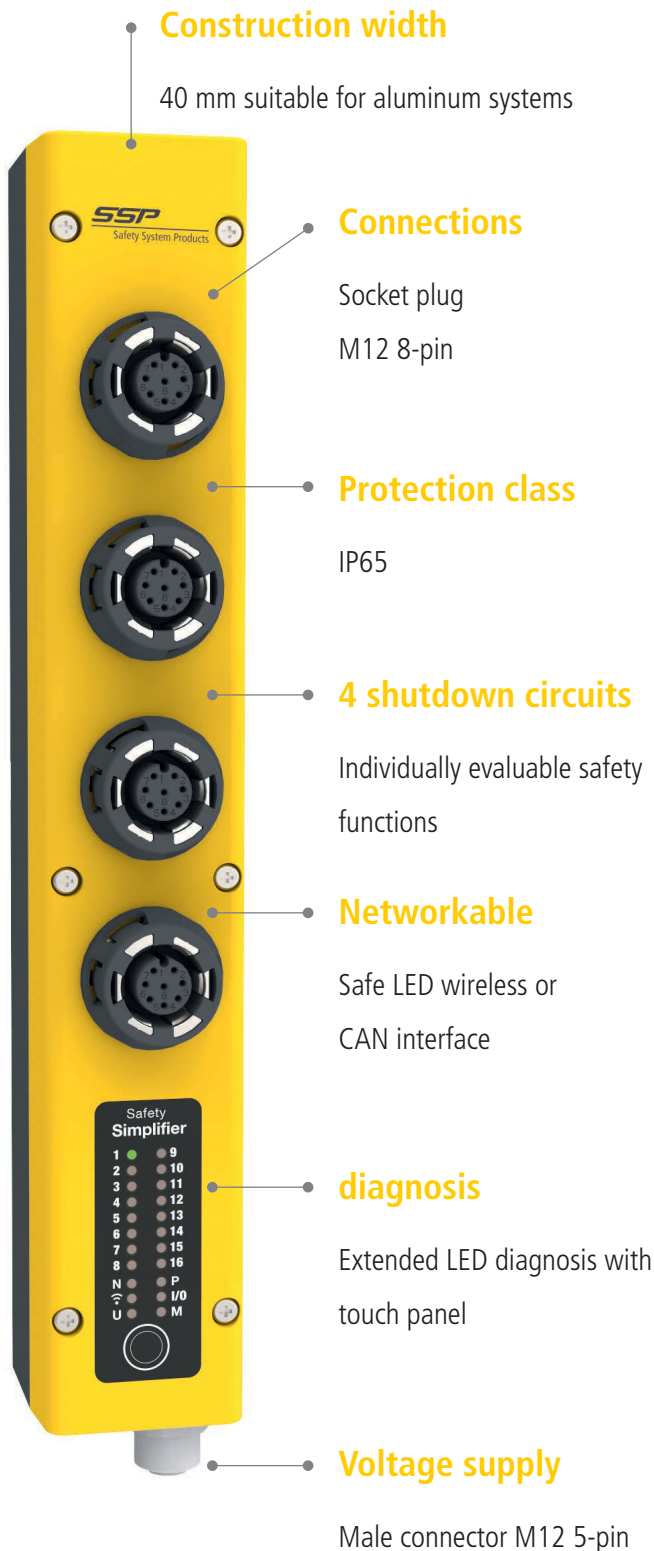 Construction width
40 mm suitable for aluminum systems
SSP
Safety System Products
Connections
Socket plug
M12 8-pin
Protection class
IP65
4 shutdown circuits
Individually evaluable safety
functions
Networkable
Safe LED wireless or
CAN interface
Safety
Simplifier
1 9
2 10
3 11
4 12
5 13
6 14
7 15
8 16
N P
I/0
U M
diagnosis
Extended LED diagnosis with
touch panel
Voltage supply
Male connector M12 5-pin